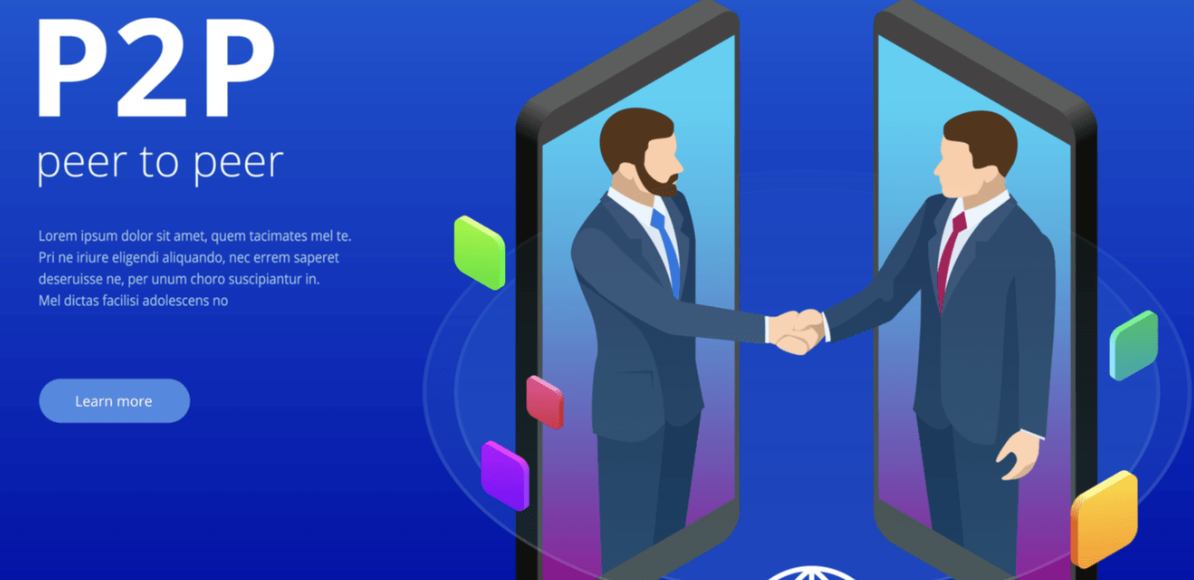 P2P
peer to peer
Lorem ipsum dolor sit amet, quem tacimates mel te.
Pri ne iriure eligendi aliquando, nec errem saperet
deseruisse ne, per unum choro suscipiantur in.
Mel dictas facilisi adolescens no
Learn more